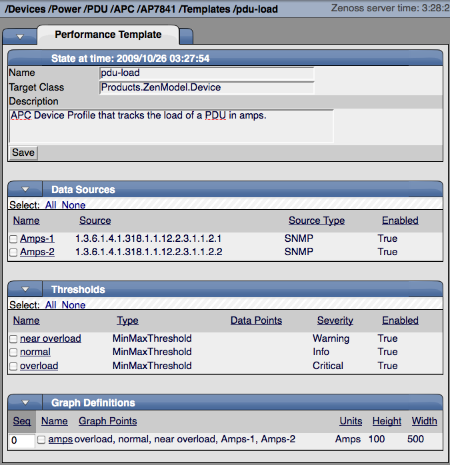 /Devices /Power /PDU /APC /AP7841 /Templates /pdu-load Zenoss server time: 3:28:2
Performance Template
State at time: 2009/10/26 03:27:54
Name pdu-load
Target Class Products.ZenModel.Device
Description
APC Device Profile that tracks the load of a PDU in amps.
Save
Data Sources
Select: All None
Name Source Source Type Enabled
Amps-1 1.3.6.1.4.1.318.1.1.12.2.3.1.1.2.1 SNMP True
Amps-2 1.3.6.1.4.1.318.1.1.12.2.3.1.1.2.2 SNMP True
Thresholds
Select: All None
Name Type Data Points Severity Enabled
near overload MinMaxThreshold Warning True
normal MinMaxThreshold Info True
overload MinMaxThreshold Critical True
Graph Definitions
Seq Name Graph Points Units Height Width
0 amps overload, normal, near overload, Amps-1, Amps-2 Amps 100 500